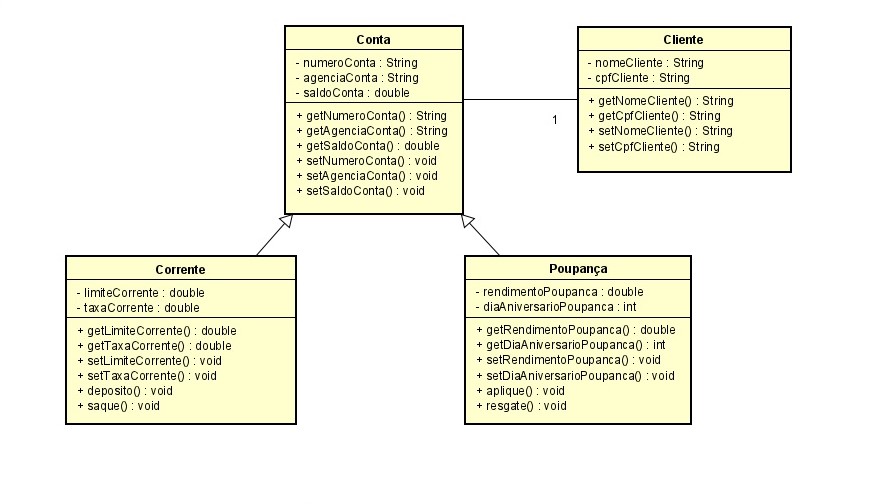 Conta
- numeroConta : String
- agenciaConta : String
- saldoConta : double
+ getNumeroConta() : String
+ getAgenciaConta() : String
+ getSaldoConta() : double
+ setNumeroConta() : void
+ setAgenciaConta() : void
+ setSaldoConta() : void
Cliente
- nomeCliente : String
- cpfCliente : String
+ getNomeCliente() : String
+ getCpfCliente() : String
+ setNomeCliente() : String
+ setCpfCliente() : String
1
Corrente
- limiteCorrente : double
- taxaCorrente : double
+ getLimiteCorrente() : double
+ getTaxaCorrente() : double
+ setLimiteCorrente() : void
+ setTaxaCorrente() : void
+ deposito() : void
+ saque() : void
Poupança
- rendimentoPoupanca : double
- diaAniversarioPoupanca : int
+ getRendimentoPoupanca() : double
+ getDiaAniversarioPoupanca() : int
+ setRendimentoPoupanca() : void
+ setDiaAniversarioPoupanca() : void
+ aplique() : void
+ resgate() : void